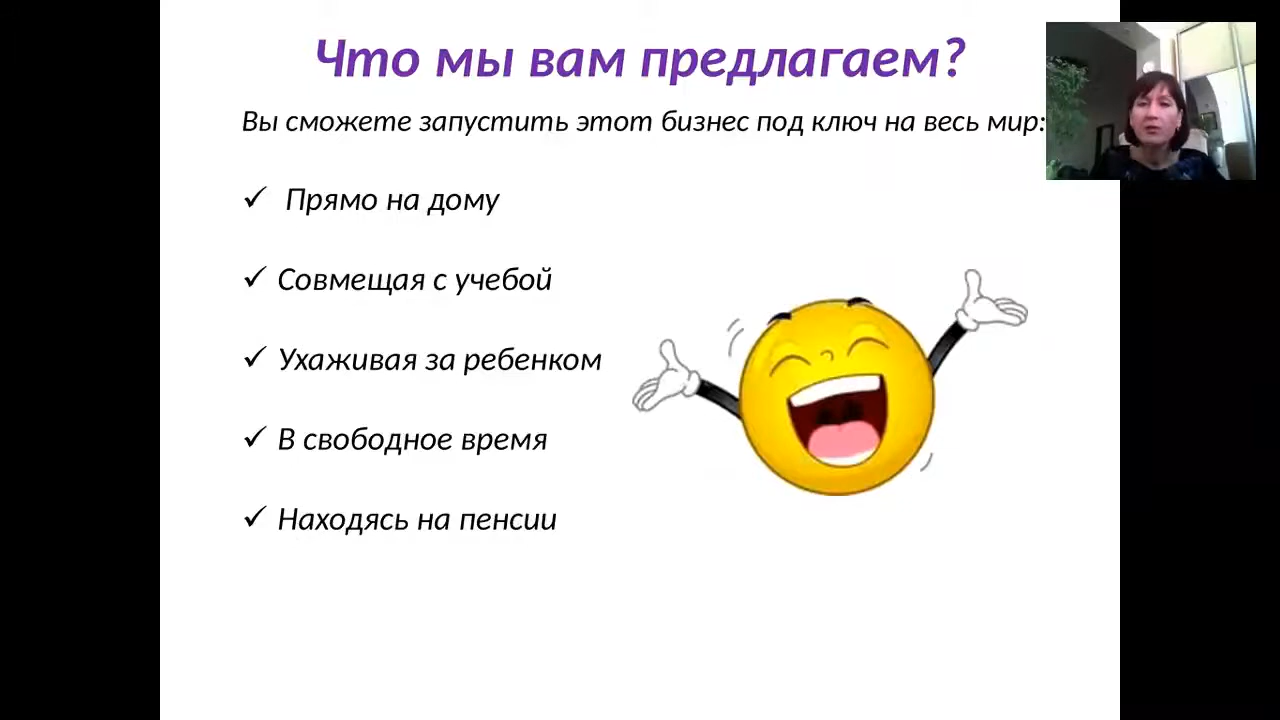 Что мы вам предлагаем?
Вы сможете запустить этот бизнес под ключ на весь мир:
✓ Прямо на дому
✓ Совмещая с учебой
✓ Ухаживая за ребенком
✓ В свободное время
✓ Находясь на пенсии